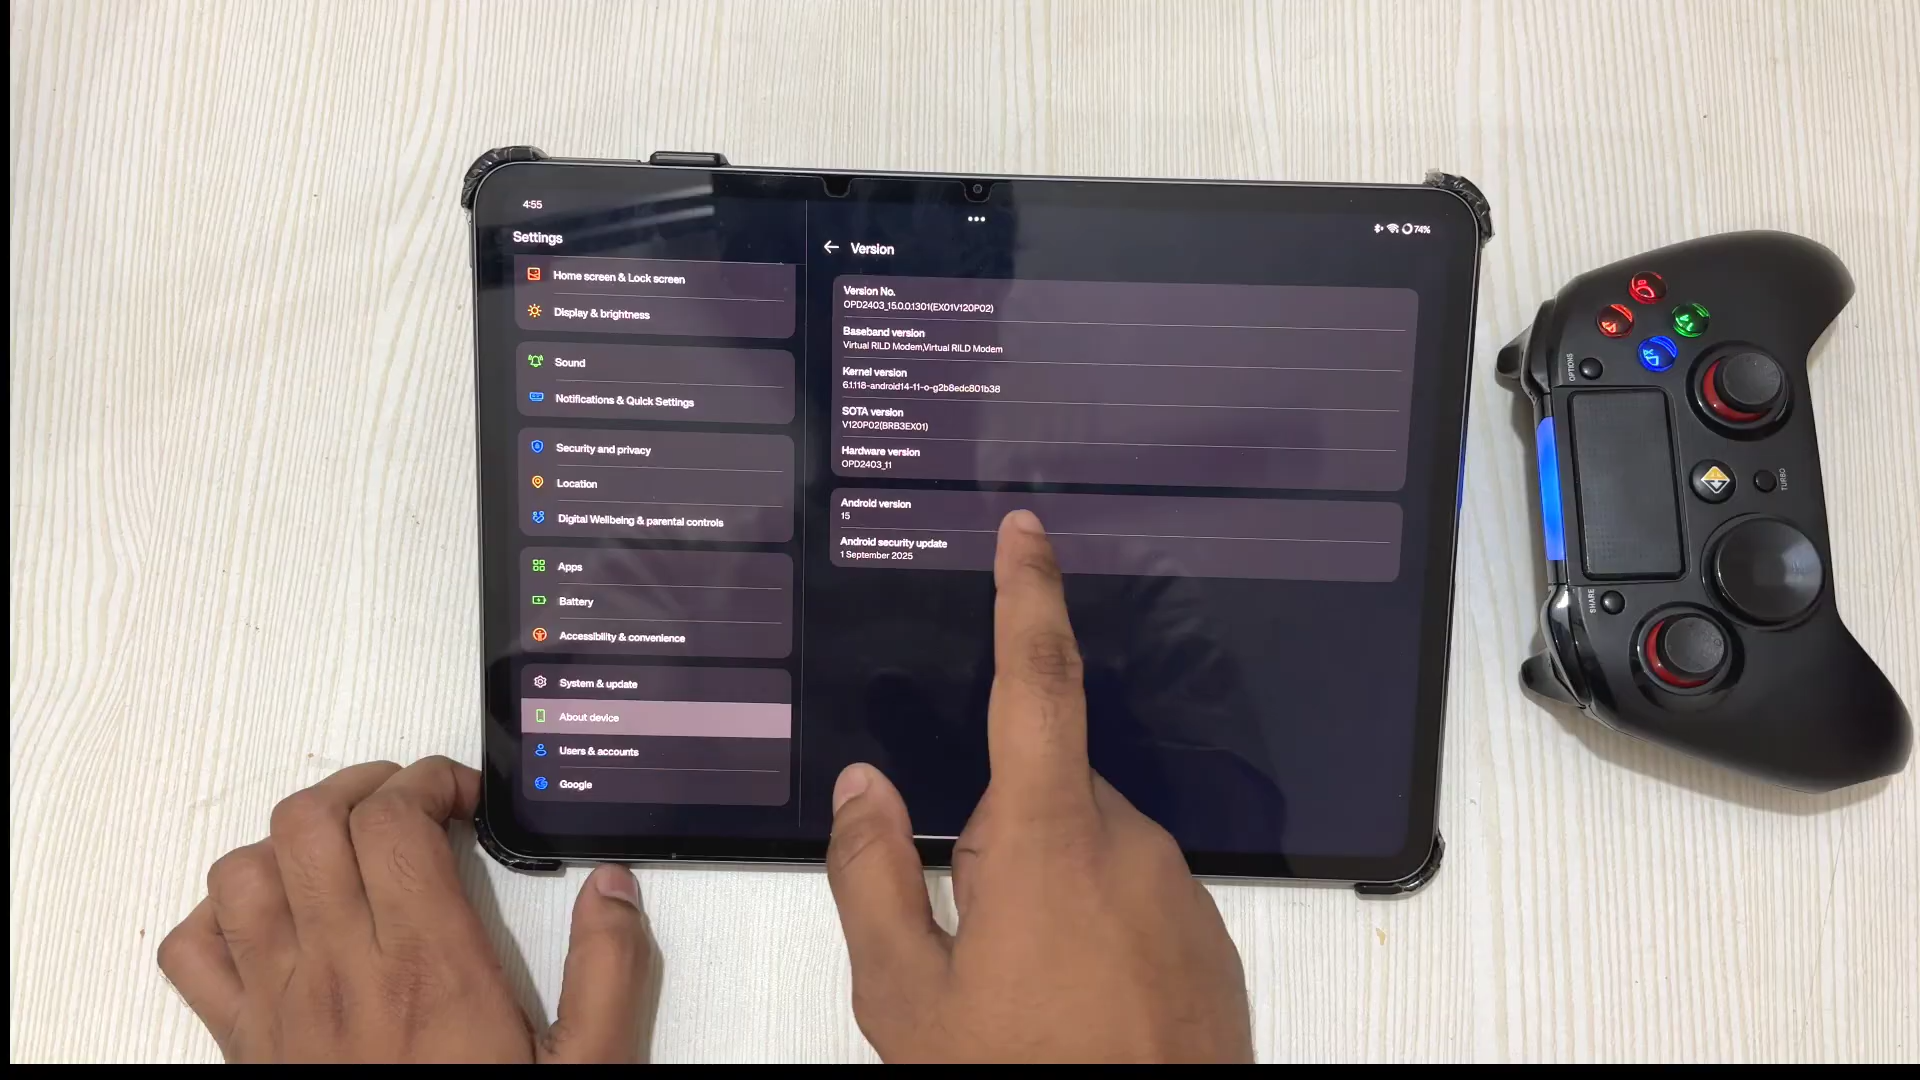 4:55
74%
Settings
Home screen & Lock screen
Display & brightness
Sound
Notifications & Quick Settings
Security and privacy
Location
Digital Wellbeing & parental controls
Apps
Battery
Accessibility & convenience
System & update
About device
Users & accounts
Google
Version
Version No.
OPD2403_15.0.0.1301(EX01V120P02)
Baseband version
Virtual RILD Modem,Virtual RILD Modem
Kernel version
6.1.118-android14-11-o-g2b8edc801b38
SOTA version
V120P02(BRB3EX01)
Hardware version
OPD2403_11
Android version
15
Android security update
1 September 2025
OPTIONS
SHARE
TURBO